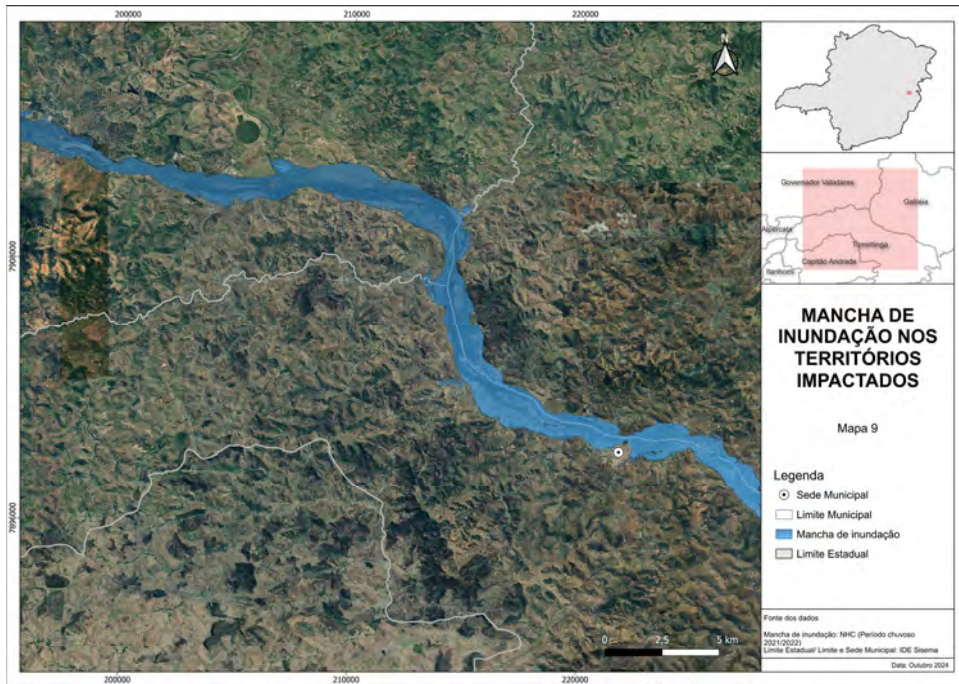 200000
210000
220000
7908000
7896000
N
0 2,5 5 km
200000
210000
220000
Governador Valadares
Galiléia
Alpercata
Tumiritinga
Capitão Andrade
Itanhomi
MANCHA DE
INUNDAÇÃO NOS
TERRITÓRIOS
IMPACTADOS
Mapa 9
Legenda
Sede Municipal
Limite Municipal
Mancha de inundação
Limite Estadual
Fonte dos dados
Mancha de inundação: NHC (Período chuvoso
2021/2022)
Limite Estadual/ Limite e Sede Municipal: IDE Sisema
Data: Outubro 2024